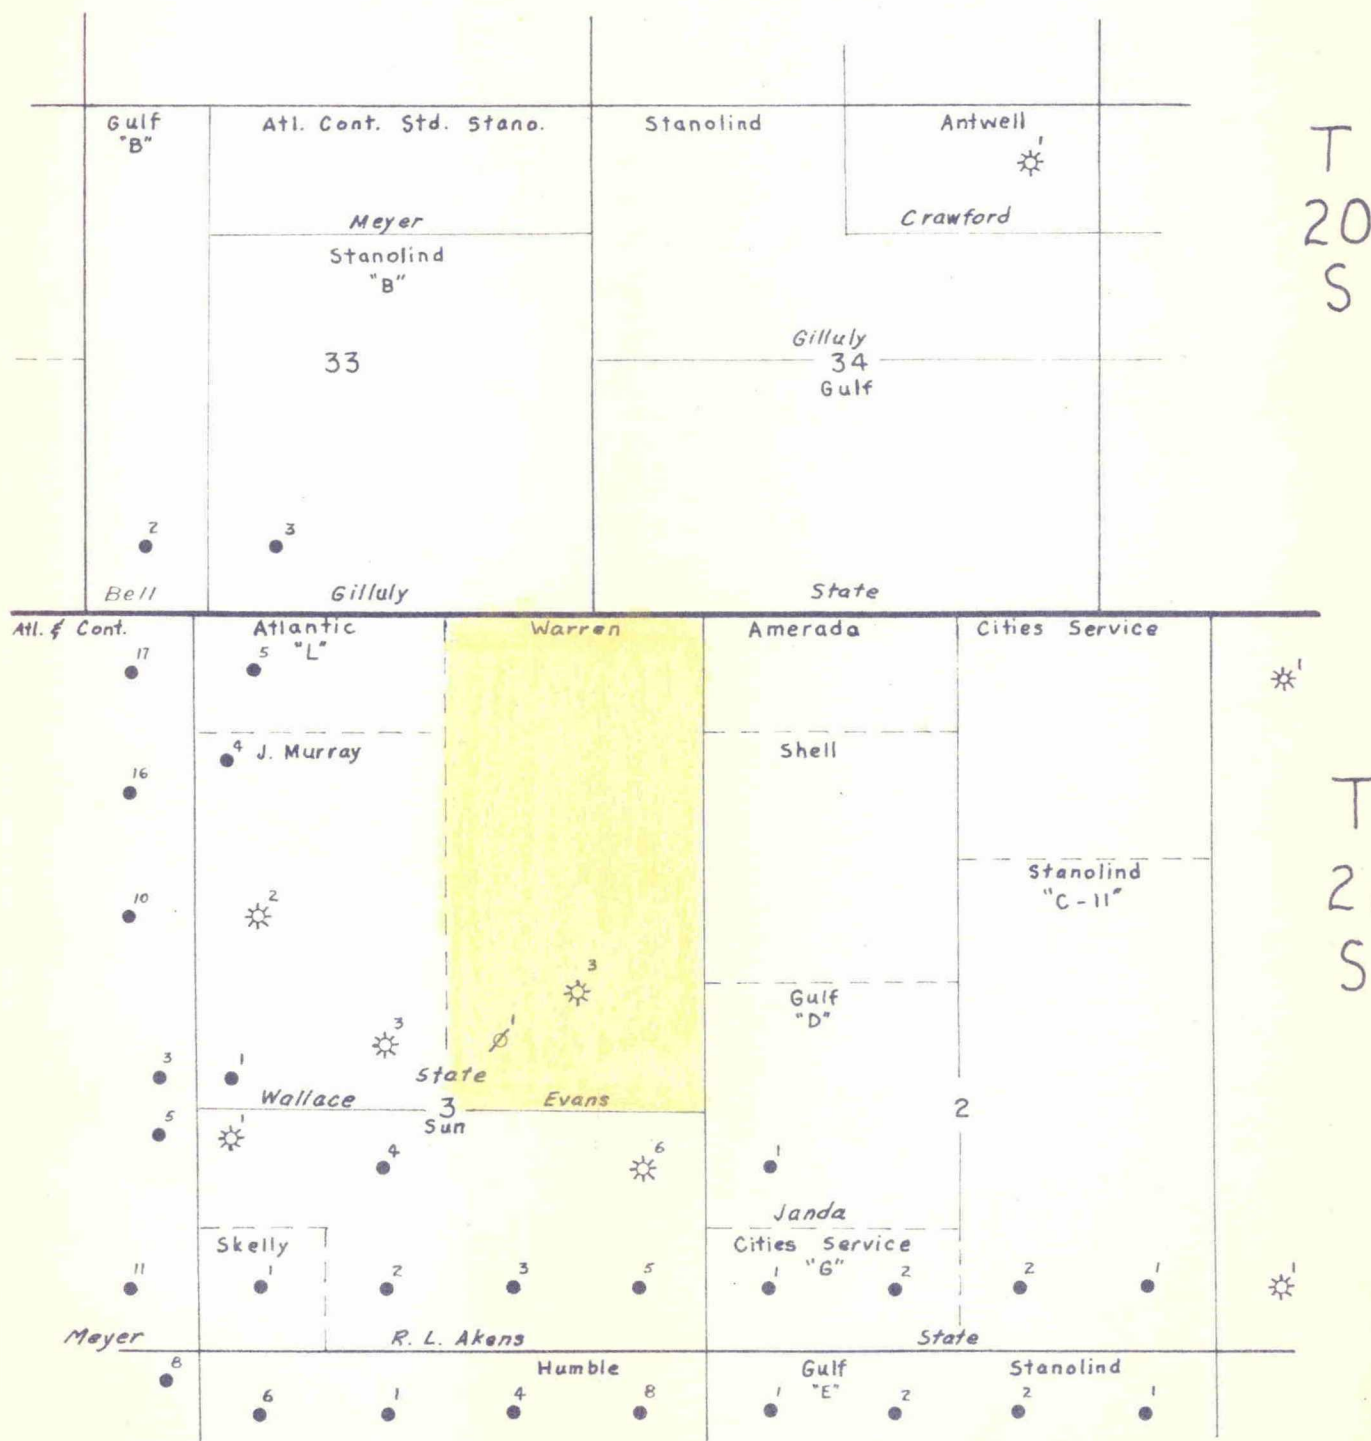 Gulf
"B"
Atl. Cont. Std. Stano.
Stanolind
Antwell
1
T
20
S
Meyer
Crawford
Stanolind
"B"
33
Gilluly
34
Gulf
2
3
Bell
Gilluly
State
Atl. & Cont.
Atlantic
"L"
Warren
Amerada
Cities Service
17
5
1
4
J. Murray
Shell
T
2
S
16
Stanolind
"C-11"
10
2
3
Gulf
"D"
1
3
3
1
State
Wallace
3
Evans
2
Sun
5
1
4
6
1
Janda
Skelly
Cities Service
"G"
11
1
2
3
5
1
2
2
1
1
Meyer
R. L. Akens
State
8
Humble
Gulf
"E"
Stanolind
6
1
4
8
1
2
2
1